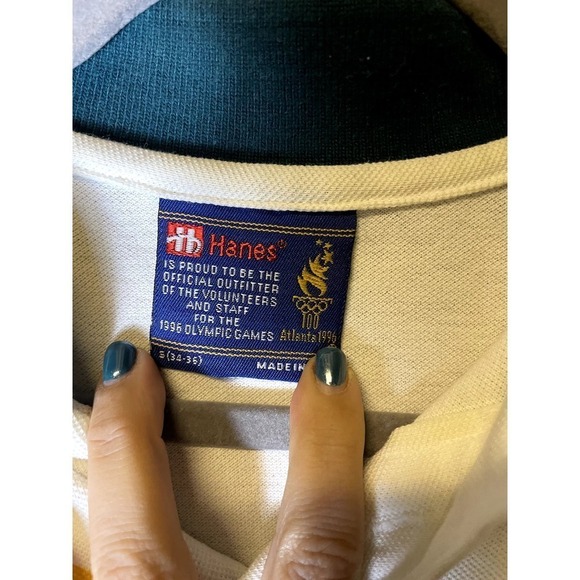 Hanes®
IS PROUD TO BE THE
OFFICIAL OUTFITTER
OF THE VOLUNTEERS
AND STAFF
FOR THE
1996 OLYMPIC GAMES
100
Atlanta 1996
S(34-36)
MADE IN